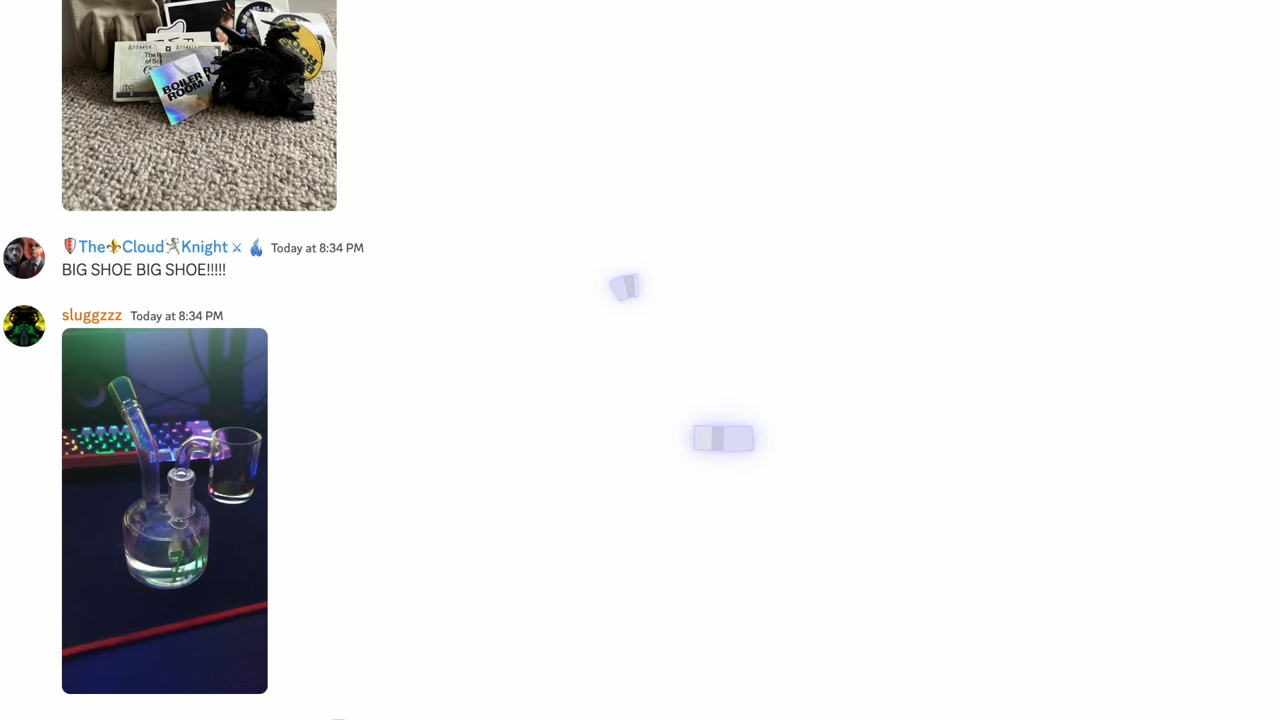 BOILER
ROOM
The⚜Cloud Knight⚔ Today at 8:34 PM
BIG SHOE BIG SHOE!!!!!
sluggzzz Today at 8:34 PM